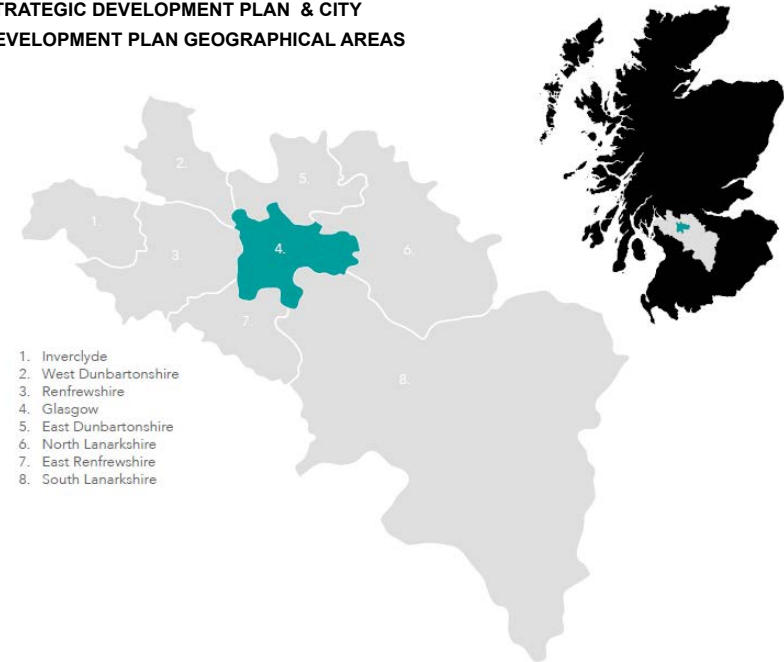 TRATEGIC DEVELOPMENT PLAN & CITY
EVELOPMENT PLAN GEOGRAPHICAL AREAS
2.
5.
1.
4.
6.
3.
7.
8.
1. Inverclyde
2. West Dunbartonshire
3. Renfrewshire
4. Glasgow
5. East Dunbartonshire
6. North Lanarkshire
7. East Renfrewshire
8. South Lanarkshire